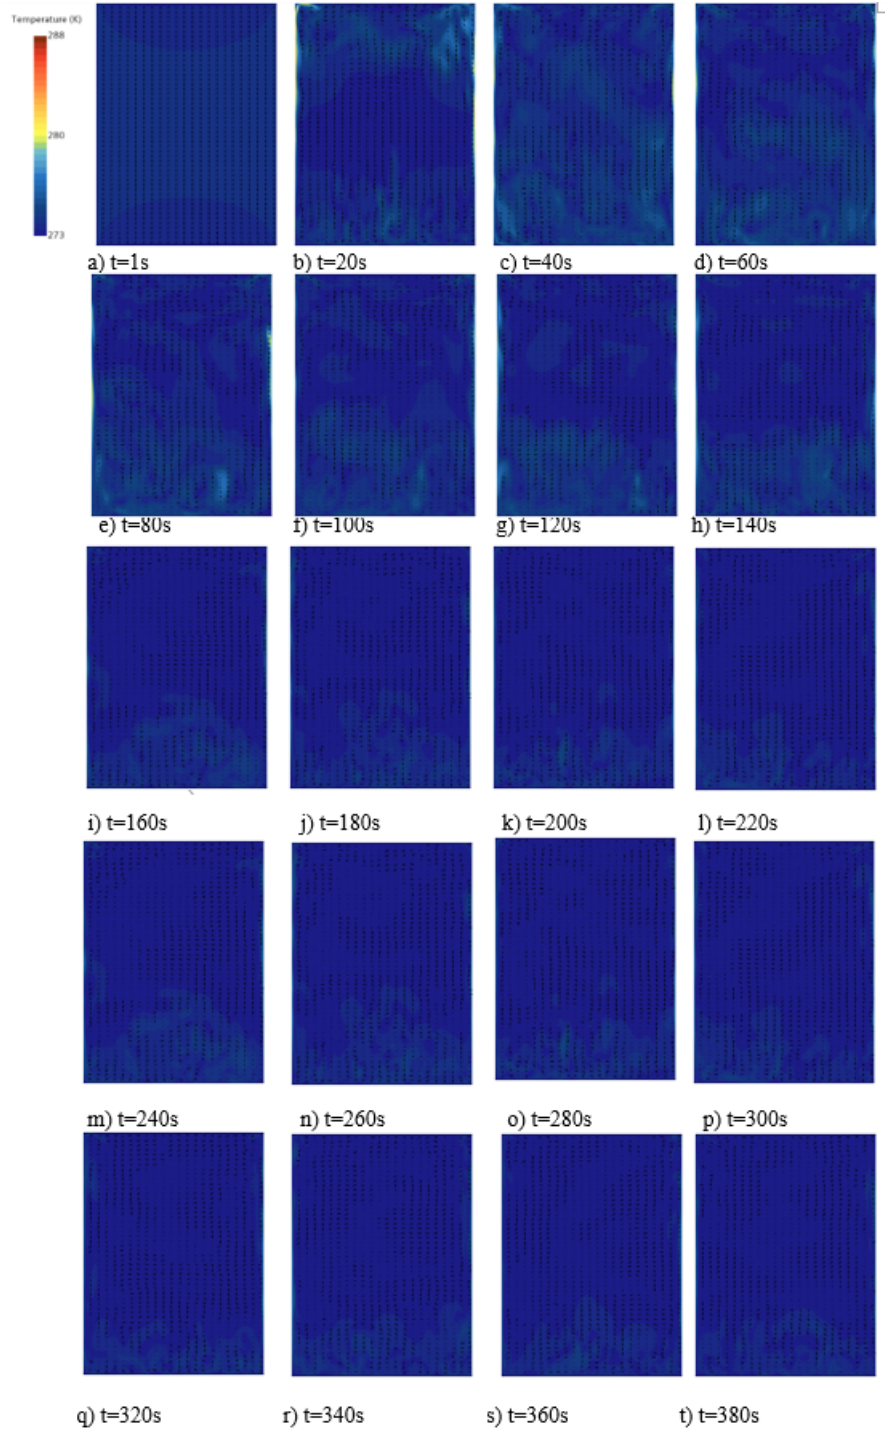 Temperature (K)
288
280
273
a) t=1s
b) t=20s
c) t=40s
d) t=60s
e) t=80s
f) t=100s
g) t=120s
h) t=140s
i) t=160s
j) t=180s
k) t=200s
l) t=220s
m) t=240s
n) t=260s
o) t=280s
p) t=300s
q) t=320s
r) t=340s
s) t=360s
t) t=380s